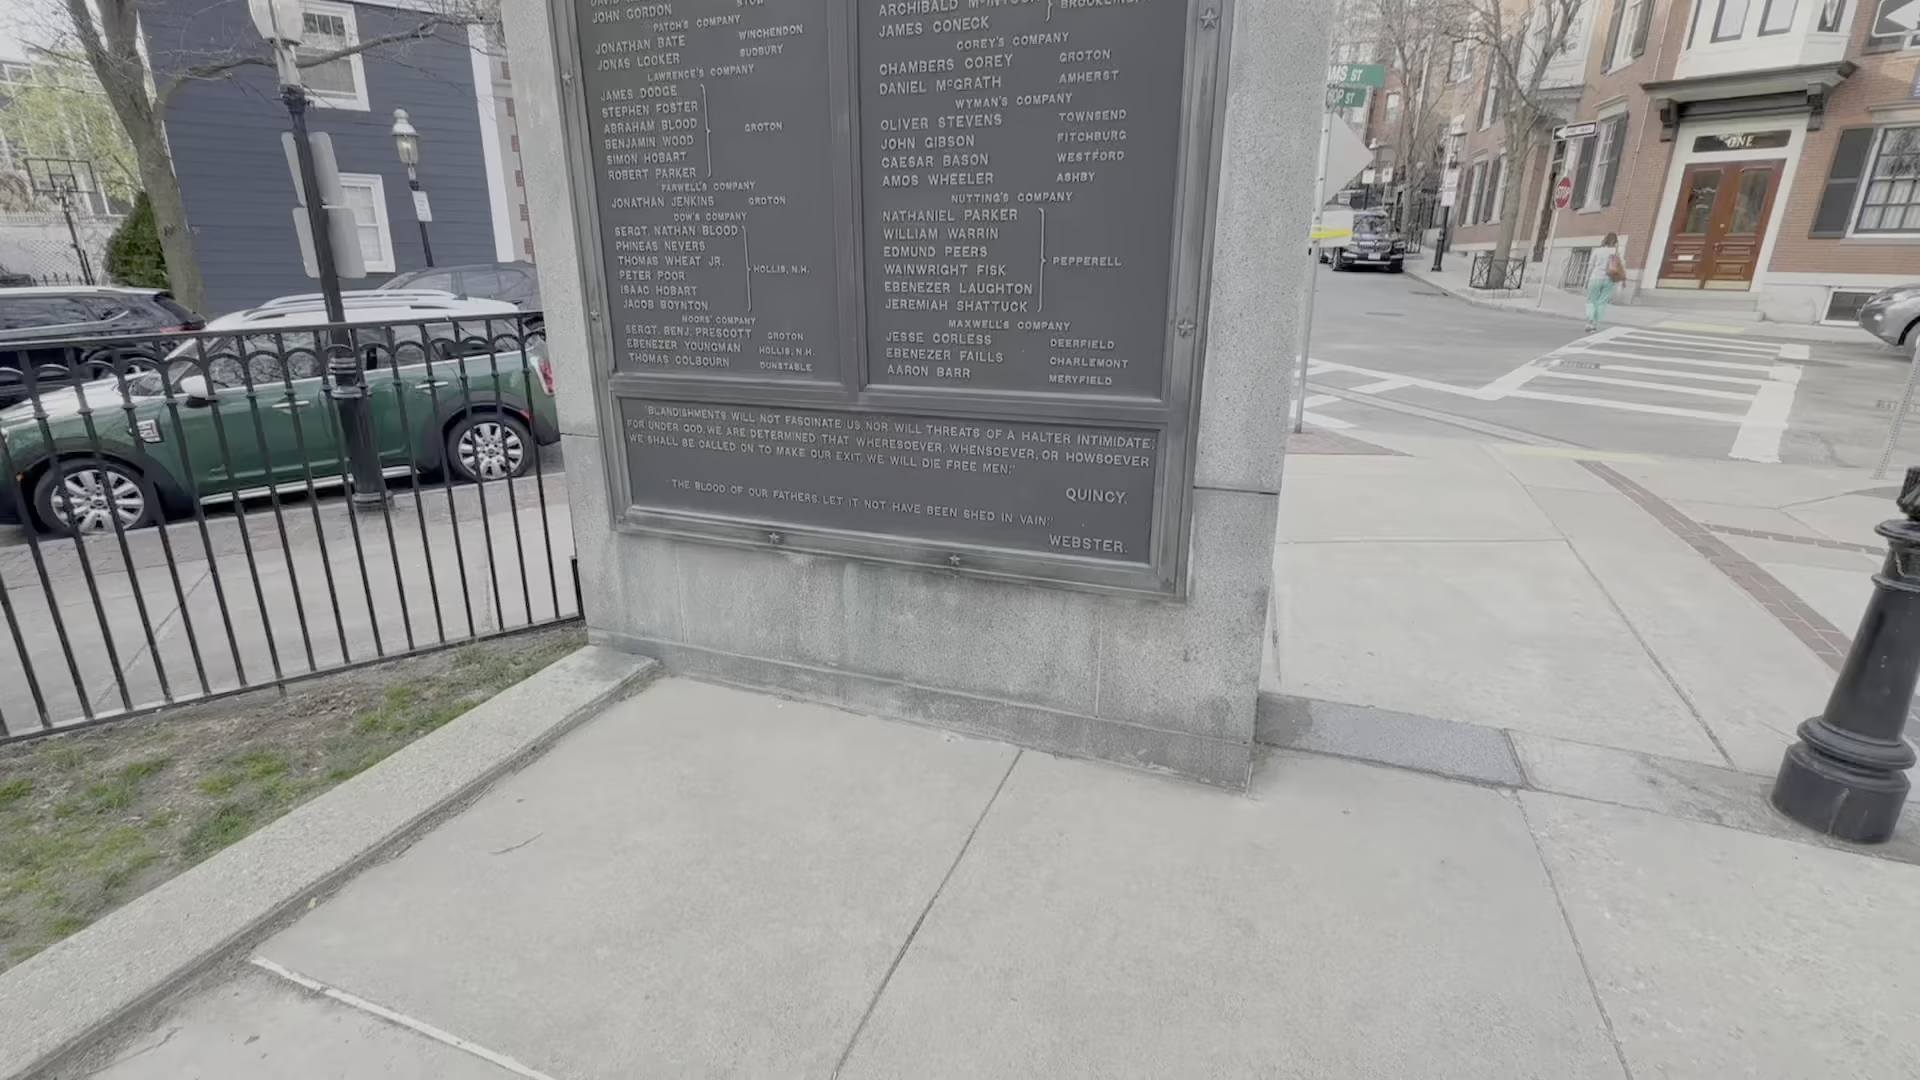 JOHN GORDON
PATCH'S COMPANY
JONATHAN BATE WINCHENDON
JONAS LOOKER SUDBURY
LAWRENCE'S COMPANY
JAMES DODGE
STEPHEN FOSTER
ABRAHAM BLOOD GROTON
BENJAMIN WOOD
SIMON HOBART
ROBERT PARKER
FARWELL'S COMPANY
JONATHAN JENKINS GROTON
DOW'S COMPANY
SERGT. NATHAN BLOOD
PHINEAS NEVERS
THOMAS WHEAT JR.
PETER POOR HOLLIS, N.H.
ISAAC HOBART
JACOB BOYNTON
MOORS' COMPANY
SERGT. BENJ. PRESCOTT GROTON
EBENEZER YOUNGMAN HOLLIS, N.H.
THOMAS COLBOURN DUNSTABLE
ARCHIBALD
JAMES CONECK
COREY'S COMPANY
CHAMBERS COREY GROTON
DANIEL McGRATH AMHERST
WYMAN'S COMPANY
OLIVER STEVENS TOWNSEND
JOHN GIBSON FITCHBURG
CAESAR BASON WESTFORD
AMOS WHEELER ASHBY
NUTTING'S COMPANY
NATHANIEL PARKER
WILLIAM WARRIN
EDMUND PEERS
WAINWRIGHT FISK PEPPERELL
EBENEZER LAUGHTON
JEREMIAH SHATTUCK
MAXWELL'S COMPANY
JESSE CORLESS DEERFIELD
EBENEZER FAILLS CHARLEMONT
AARON BARR MERYFIELD
"BLANDISHMENTS WILL NOT FASCINATE US, NOR WILL THREATS OF A HALTER INTIMIDATE;
FOR UNDER GOD, WE ARE DETERMINED THAT WHERESOEVER, WHENSOEVER, OR HOWSOEVER
WE SHALL BE CALLED ON TO MAKE OUR EXIT, WE WILL DIE FREE MEN."
QUINCY.
"THE BLOOD OF OUR FATHERS, LET IT NOT HAVE BEEN SHED IN VAIN."
WEBSTER.
AMS ST
OP ST
STOP
ONE